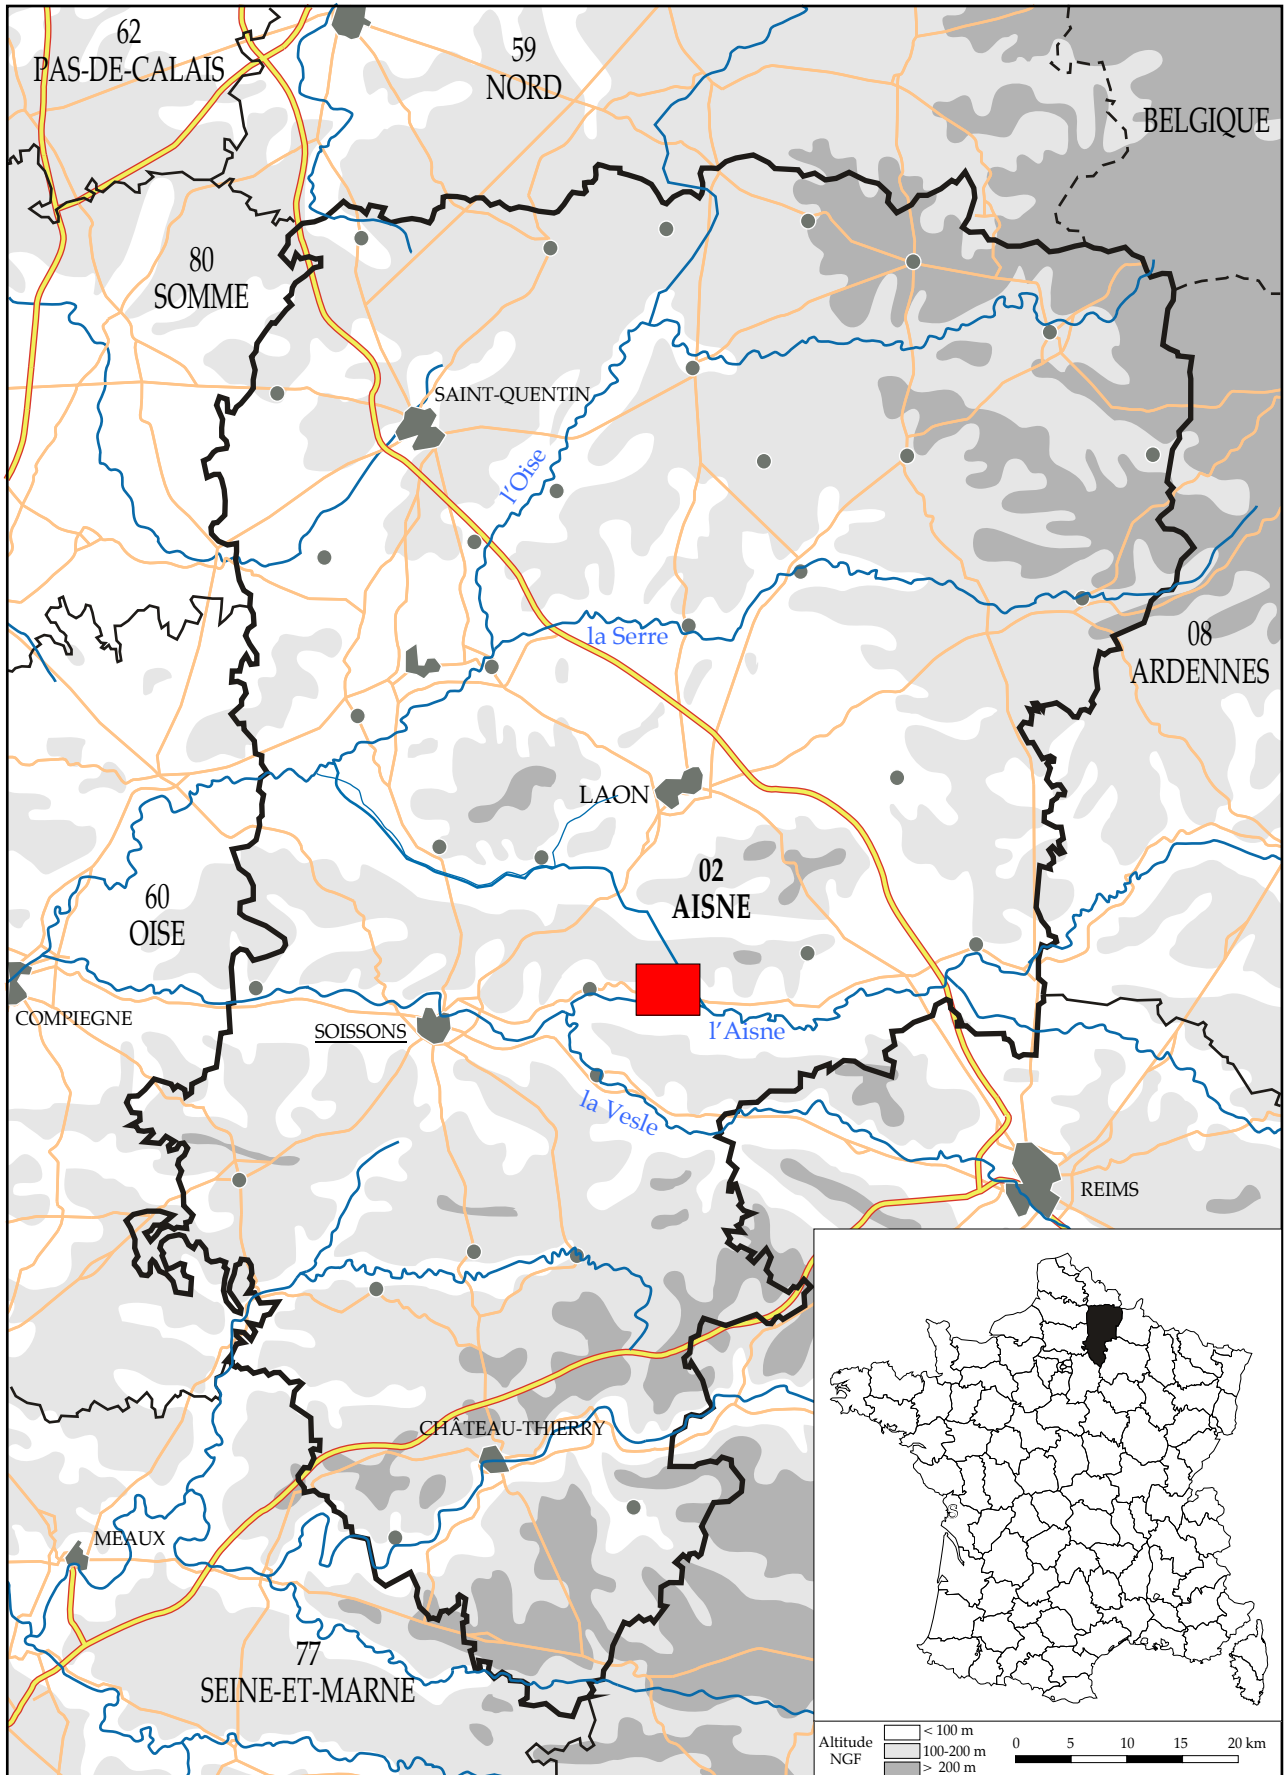 62
PAS-DE-CALAIS
59
NORD
BELGIQUE
80
SOMME
SAINT-QUENTIN
l'Oise
la Serre
08
ARDENNES
LAON
02
AISNE
60
OISE
COMPIEGNE
SOISSONS
l'Aisne
la Vesle
REIMS
CHÂTEAU-THIERRY
MEAUX
77
SEINE-ET-MARNE
Altitude
NGF
< 100 m
100-200 m
> 200 m
0 5 10 15 20 km